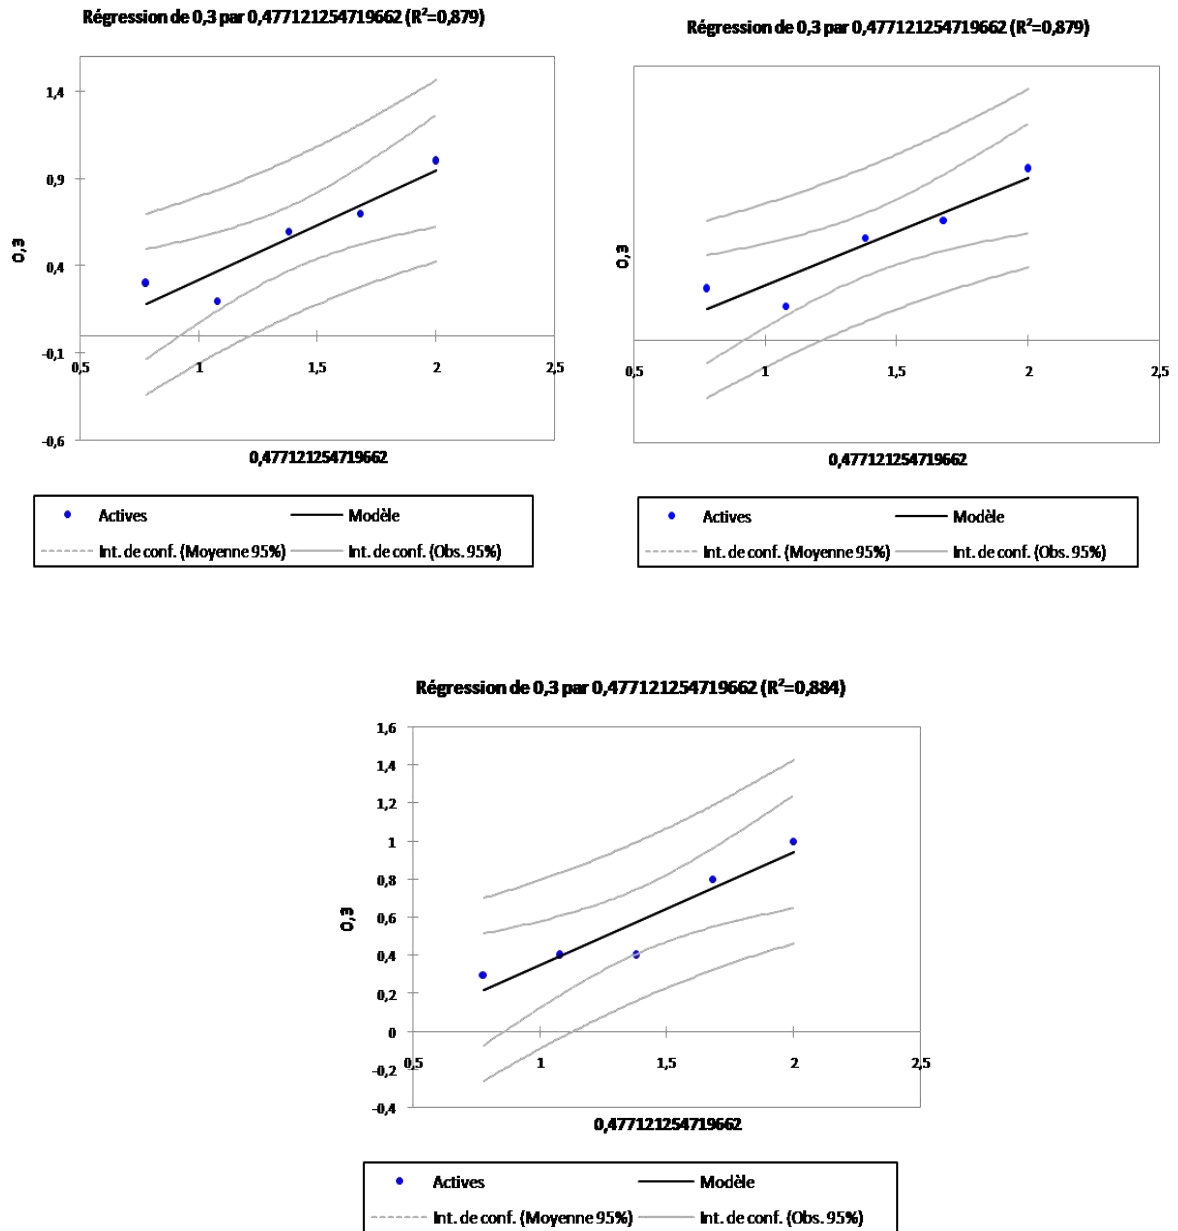 Régression de 0,3 par 0,477121254719662 (R²=0,879)
1,4
0,9
0,4
-0,1
-0,6
0,3
0,5
1
1,5
2
2,5
0,477121254719662
Actives
Modèle
Int. de conf. (Moyenne 95%)
Int. de conf. (Obs. 95%)
Régression de 0,3 par 0,477121254719662 (R²=0,879)
0,3
0,5
1
1,5
2
2,5
0,477121254719662
Actives
Modèle
Int. de conf. (Moyenne 95%)
Int. de conf. (Obs. 95%)
Régression de 0,3 par 0,477121254719662 (R²=0,884)
1,6
1,4
1,2
1
0,8
0,6
0,4
0,2
0
-0,2
-0,4
0,3
0,5
1
1,5
2
2,5
0,477121254719662
Actives
Modèle
Int. de conf. (Moyenne 95%)
Int. de conf. (Obs. 95%)